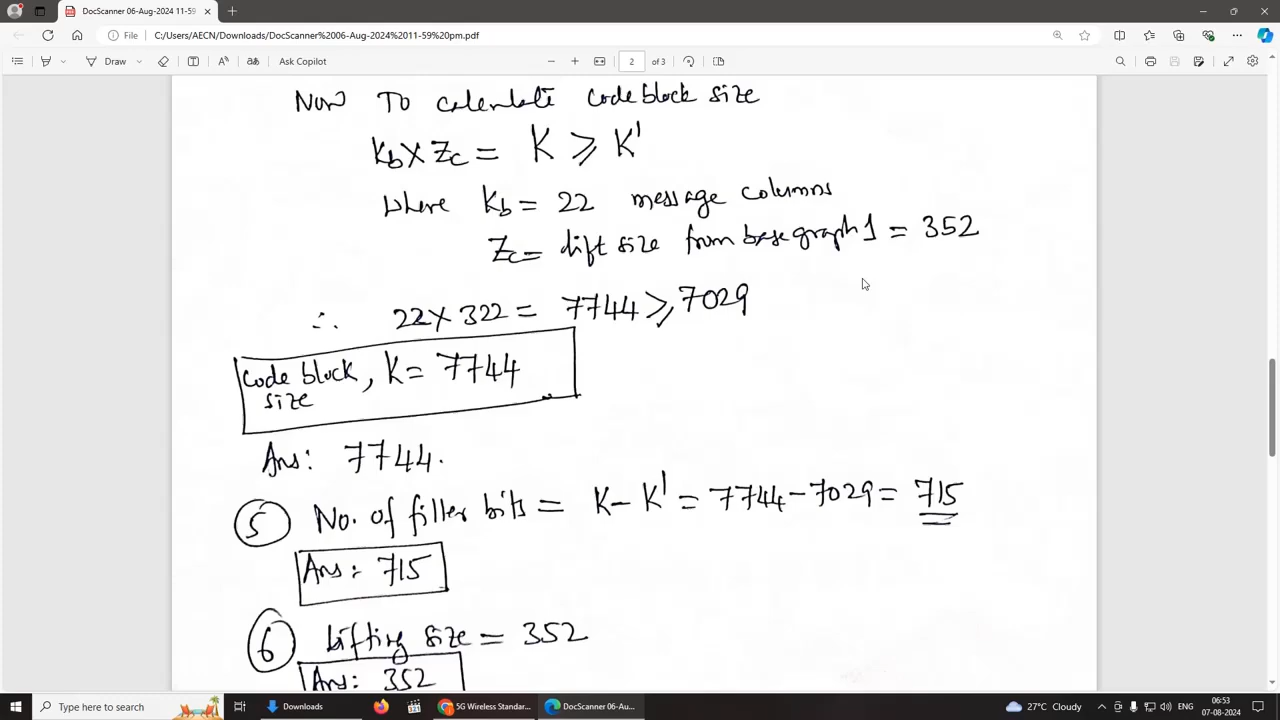 DocScanner 06-Aug-2024 11-59
File
C:/Users/AECN/Downloads/DocScanner%2006-Aug-2024%2011-59%20pm.pdf
Draw
Ask Copilot
2 of 3
Now To calculate codeblock size
Kb X Zc = K ⩾ K'
Where Kb = 22 message columns
Zc = lift size from base graph 1 = 352
∴ 22 X 322 = 7744 ⩾ 7029
Code block, K = 7744
size
Ans: 7744.
5 No. of filler bits = K - K' = 7744 - 7029 = 715
Ans: 715
6 Lifting size = 352
Ans: 352
Type here to search
Downloads
5G Wireless Standar...
DocScanner 06-Au...
27°C Cloudy
ENG
06:53
07-08-2024